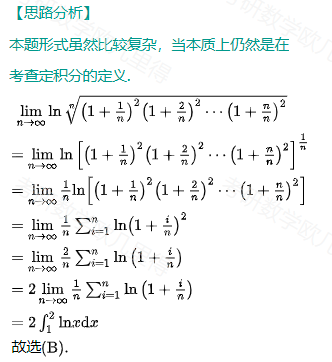 【思路分析】
本题形式虽然比较复杂，当本质上仍然是在
考查定积分的定义.
$\lim\limits_{n\to\infty} \ln \sqrt[n]{\left(1+\frac{1}{n}\right)^2\left(1+\frac{2}{n}\right)^2\cdots\left(1+\frac{n}{n}\right)^2}$
$=\lim\limits_{n\to\infty} \ln \left[\left(1+\frac{1}{n}\right)^2\left(1+\frac{2}{n}\right)^2\cdots\left(1+\frac{n}{n}\right)^2\right]^{\frac{1}{n}}$
$=\lim\limits_{n\to\infty} \frac{1}{n}\ln\left[\left(1+\frac{1}{n}\right)^2\left(1+\frac{2}{n}\right)^2\cdots\left(1+\frac{n}{n}\right)^2\right]$
$=\lim\limits_{n\to\infty} \frac{1}{n}\sum_{i=1}^{n}\ln\left(1+\frac{i}{n}\right)^2$
$=\lim\limits_{n\to\infty} \frac{2}{n}\sum_{i=1}^{n}\ln\left(1+\frac{i}{n}\right)$
$=2\lim\limits_{n\to\infty} \frac{1}{n}\sum_{i=1}^{n}\ln\left(1+\frac{i}{n}\right)$
$=2\int_1^2 \ln x\mathrm{d}x$
故选(B).